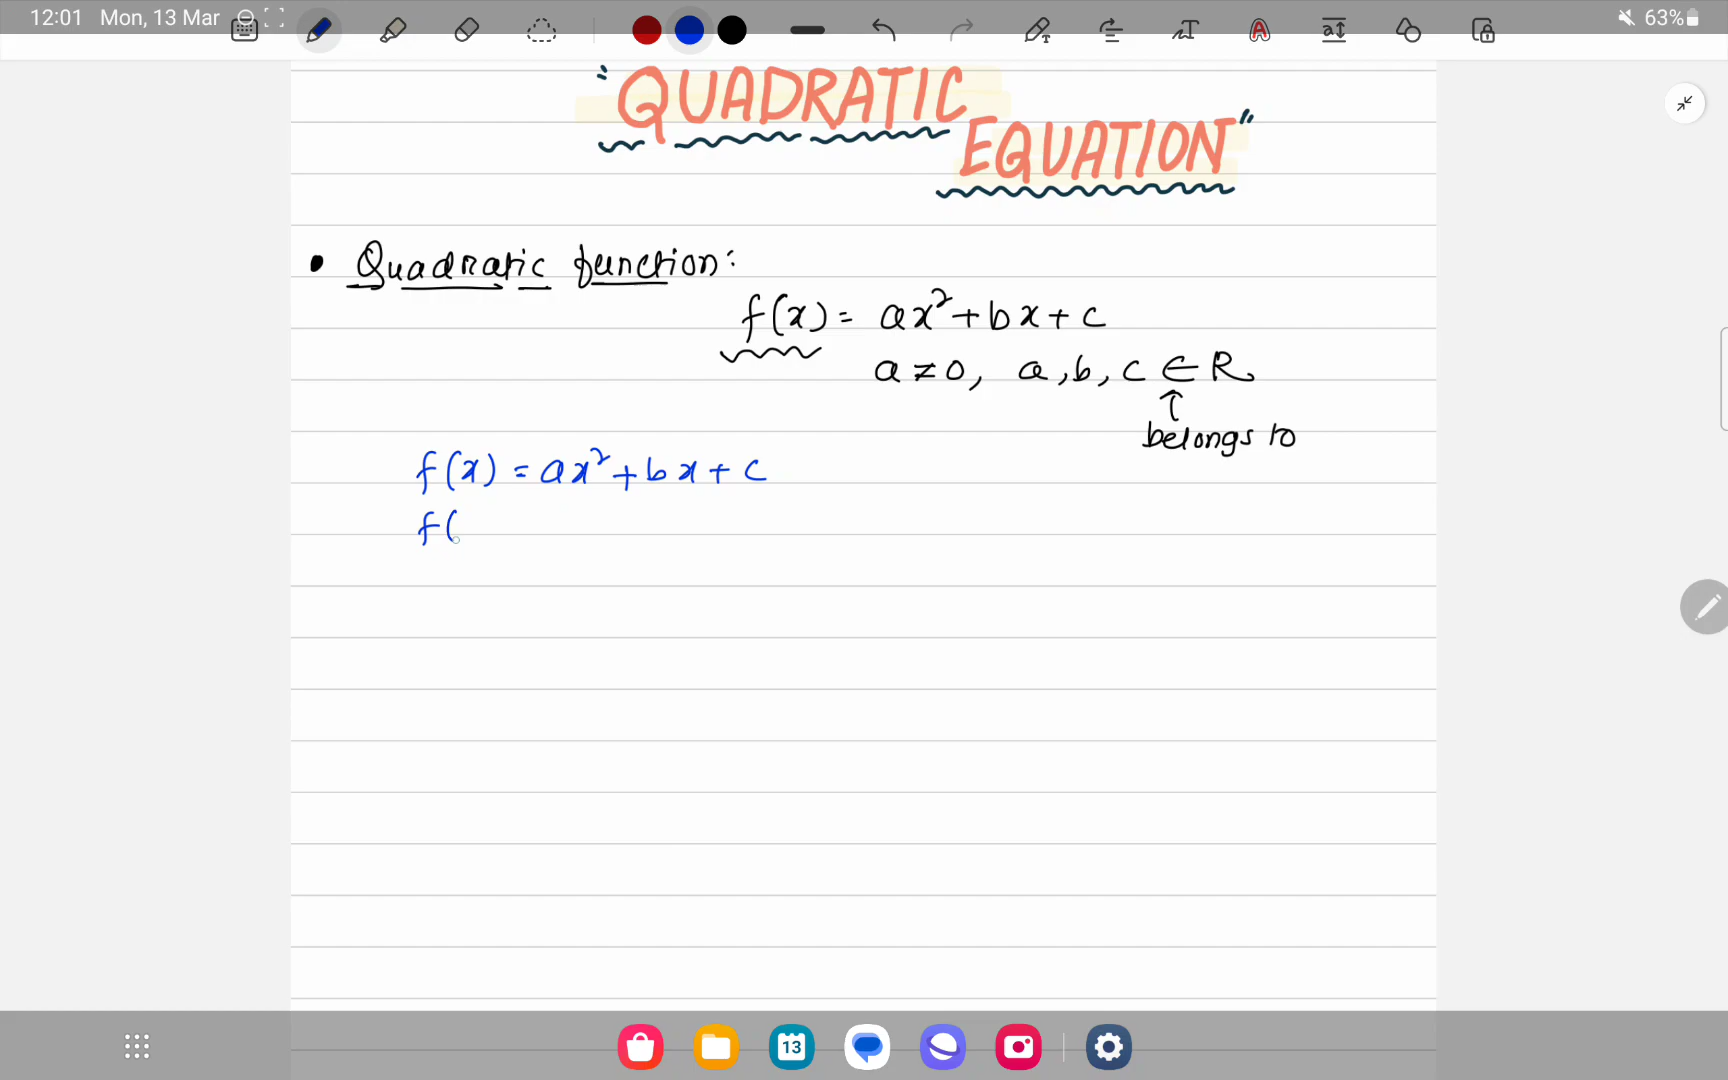 12:01 Mon, 13 Mar
63%
"QUADRATIC
EQUATION"
• Quadratic function:
f(x) = ax²+bx+c
a≠0, a,b,c ∈ R
↑
belongs to
f(x) = ax²+bx+c
f(
13